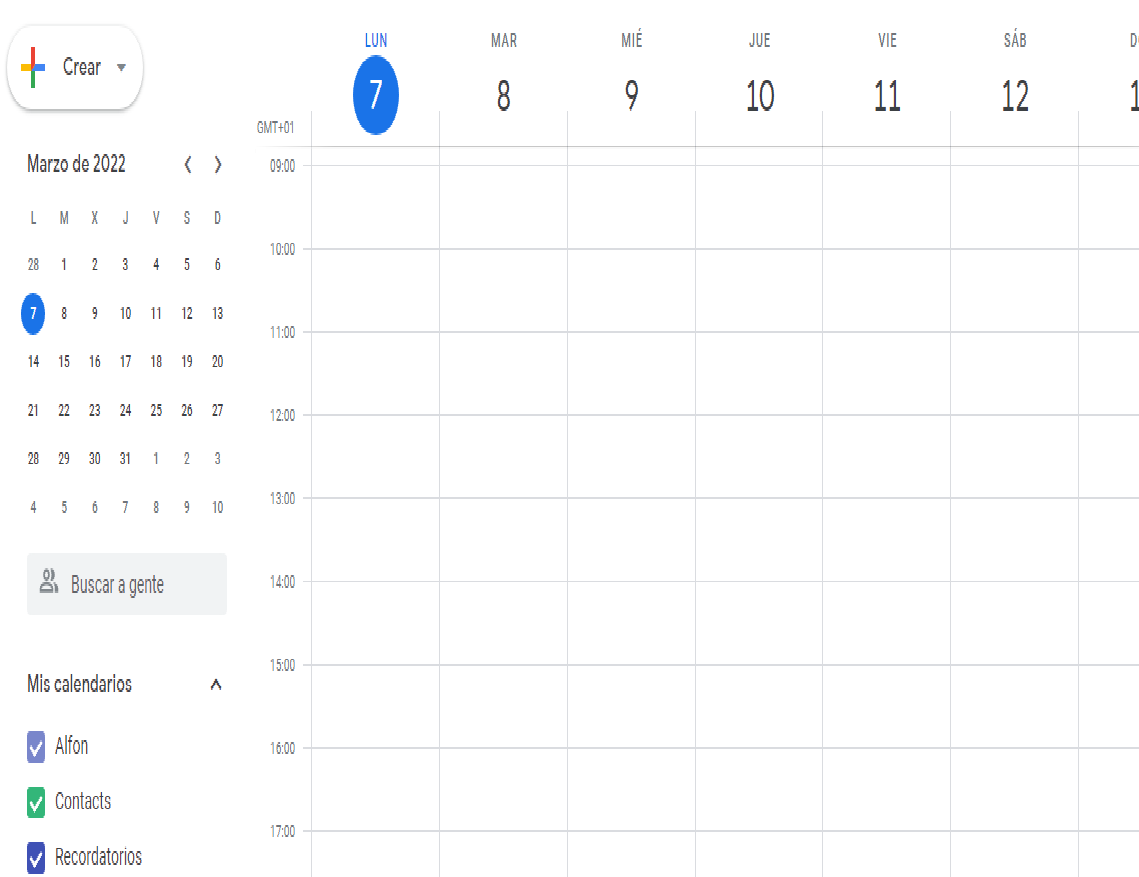 Crear
LUN MAR MIÉ JUE VIE SÁB
7 8 9 10 11 12
GMT+01
Marzo de 2022
L M X J V S D
28 1 2 3 4 5 6
7 8 9 10 11 12 13
14 15 16 17 18 19 20
21 22 23 24 25 26 27
28 29 30 31 1 2 3
4 5 6 7 8 9 10
Buscar a gente
Mis calendarios
Alfon
Contacts
Recordatorios
09:00
10:00
11:00
12:00
13:00
14:00
15:00
16:00
17:00